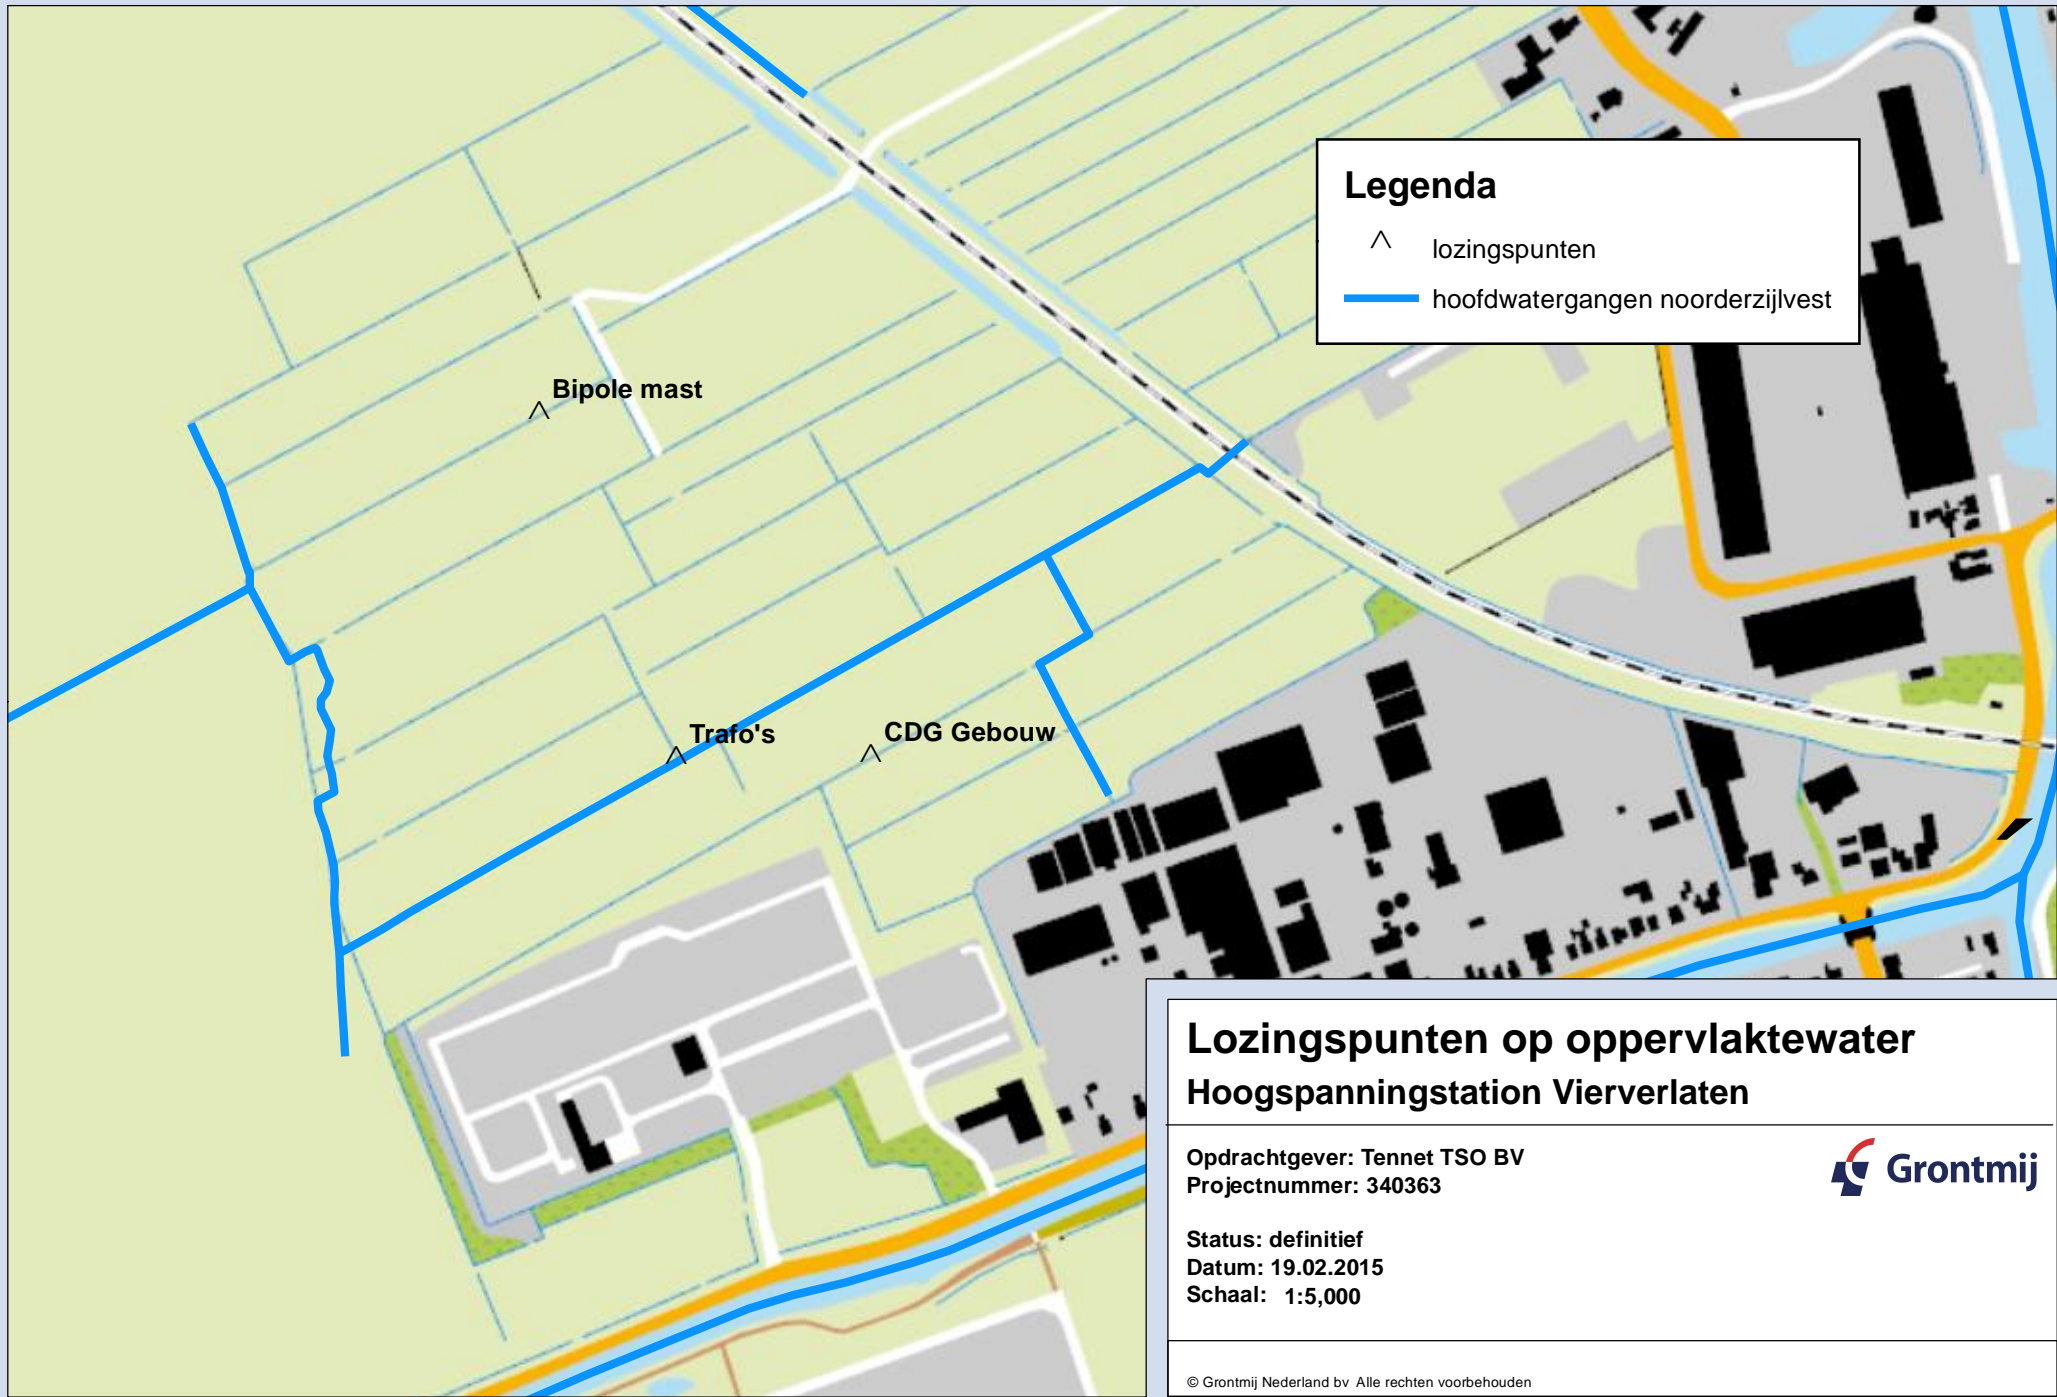 Legenda
lozingspunten
hoofdwatergangen noorderzijlvest
Bipole mast
Trafo's
CDG Gebouw
Lozingspunten op oppervlaktewater
Hoogspanningstation Vierverlaten
Opdrachtgever: Tennet TSO BV
Projectnummer: 340363
Grontmij
Status: definitief
Datum: 19.02.2015
Schaal: 1:5,000
© Grontmij Nederland bv Alle rechten voorbehouden